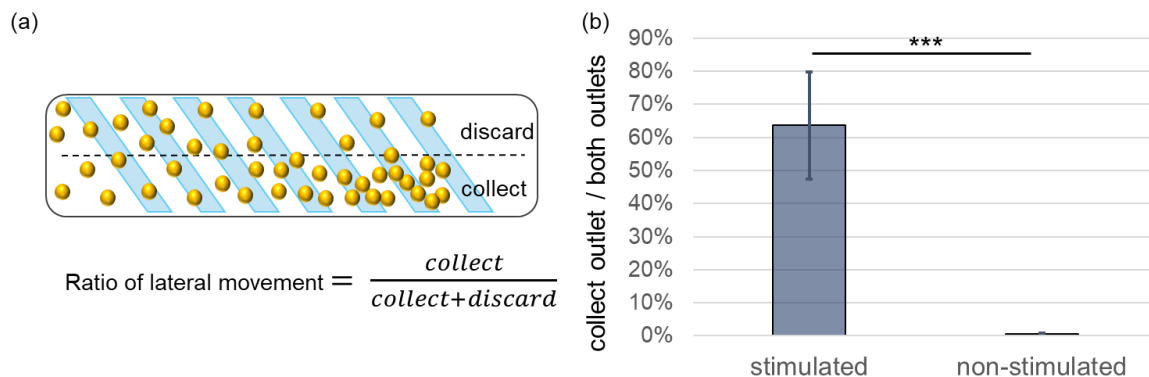 (a)
discard
collect
Ratio of lateral movement = collect
collect+discard
(b)
collect outlet / both outlets
90%
80%
70%
60%
50%
40%
30%
20%
10%
0%
***
stimulated
non-stimulated